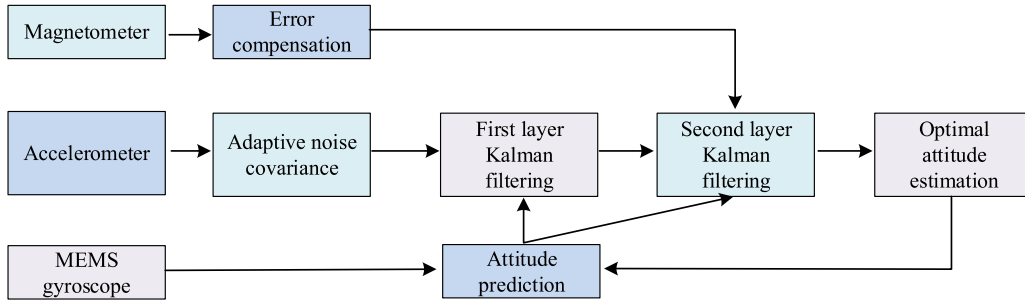 Magnetometer
Error
compensation
Accelerometer
Adaptive noise
covariance
First layer
Kalman
filtering
Second layer
Kalman
filtering
Optimal
attitude
estimation
MEMS
gyroscope
Attitude
prediction